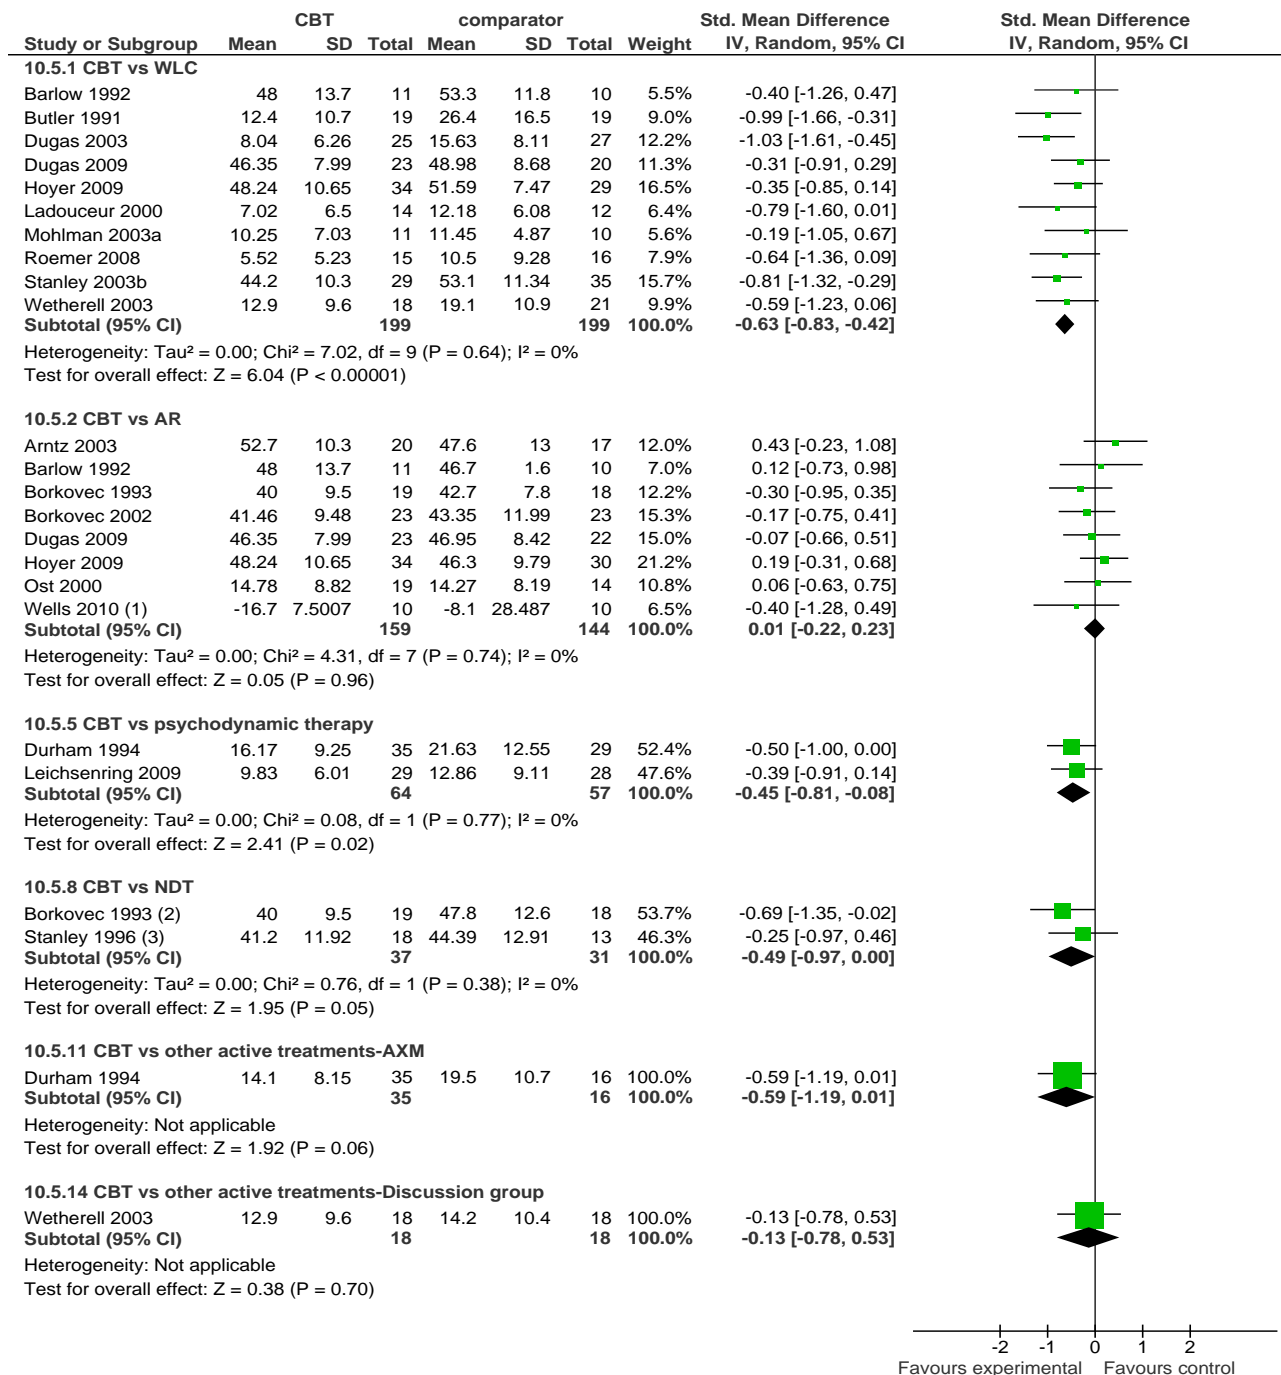 CBT comparator Std. Mean Difference Std. Mean Difference
Study or Subgroup Mean SD Total Mean SD Total Weight IV, Random, 95% CI IV, Random, 95% CI
10.5.1 CBT vs WLC
Barlow 1992 48 13.7 11 53.3 11.8 10 5.5% -0.40 [-1.26, 0.47]
Butler 1991 12.4 10.7 19 26.4 16.5 19 9.0% -0.99 [-1.66, -0.31]
Dugas 2003 8.04 6.26 25 15.63 8.11 27 12.2% -1.03 [-1.61, -0.45]
Dugas 2009 46.35 7.99 23 48.98 8.68 20 11.3% -0.31 [-0.91, 0.29]
Hoyer 2009 48.24 10.65 34 51.59 7.47 29 16.5% -0.35 [-0.85, 0.14]
Ladouceur 2000 7.02 6.5 14 12.18 6.08 12 6.4% -0.79 [-1.60, 0.01]
Mohlman 2003a 10.25 7.03 11 11.45 4.87 10 5.6% -0.19 [-1.05, 0.67]
Roemer 2008 5.52 5.23 15 10.5 9.28 16 7.9% -0.64 [-1.36, 0.09]
Stanley 2003b 44.2 10.3 29 53.1 11.34 35 15.7% -0.81 [-1.32, -0.29]
Wetherell 2003 12.9 9.6 18 19.1 10.9 21 9.9% -0.59 [-1.23, 0.06]
Subtotal (95% CI) 199 199 100.0% -0.63 [-0.83, -0.42]
Heterogeneity: Tau² = 0.00; Chi² = 7.02, df = 9 (P = 0.64); I² = 0%
Test for overall effect: Z = 6.04 (P < 0.00001)
10.5.2 CBT vs AR
Arntz 2003 52.7 10.3 20 47.6 13 17 12.0% 0.43 [-0.23, 1.08]
Barlow 1992 48 13.7 11 46.7 1.6 10 7.0% 0.12 [-0.73, 0.98]
Borkovec 1993 40 9.5 19 42.7 7.8 18 12.2% -0.30 [-0.95, 0.35]
Borkovec 2002 41.46 9.48 23 43.35 11.99 23 15.3% -0.17 [-0.75, 0.41]
Dugas 2009 46.35 7.99 23 46.95 8.42 22 15.0% -0.07 [-0.66, 0.51]
Hoyer 2009 48.24 10.65 34 46.3 9.79 30 21.2% 0.19 [-0.31, 0.68]
Ost 2000 14.78 8.82 19 14.27 8.19 14 10.8% 0.06 [-0.63, 0.75]
Wells 2010 (1) -16.7 7.5007 10 -8.1 28.487 10 6.5% -0.40 [-1.28, 0.49]
Subtotal (95% CI) 159 144 100.0% 0.01 [-0.22, 0.23]
Heterogeneity: Tau² = 0.00; Chi² = 4.31, df = 7 (P = 0.74); I² = 0%
Test for overall effect: Z = 0.05 (P = 0.96)
10.5.5 CBT vs psychodynamic therapy
Durham 1994 16.17 9.25 35 21.63 12.55 29 52.4% -0.50 [-1.00, 0.00]
Leichsenring 2009 9.83 6.01 29 12.86 9.11 28 47.6% -0.39 [-0.91, 0.14]
Subtotal (95% CI) 64 57 100.0% -0.45 [-0.81, -0.08]
Heterogeneity: Tau² = 0.00; Chi² = 0.08, df = 1 (P = 0.77); I² = 0%
Test for overall effect: Z = 2.41 (P = 0.02)
10.5.8 CBT vs NDT
Borkovec 1993 (2) 40 9.5 19 47.8 12.6 18 53.7% -0.69 [-1.35, -0.02]
Stanley 1996 (3) 41.2 11.92 18 44.39 12.91 13 46.3% -0.25 [-0.97, 0.46]
Subtotal (95% CI) 37 31 100.0% -0.49 [-0.97, 0.00]
Heterogeneity: Tau² = 0.00; Chi² = 0.76, df = 1 (P = 0.38); I² = 0%
Test for overall effect: Z = 1.95 (P = 0.05)
10.5.11 CBT vs other active treatments-AXM
Durham 1994 14.1 8.15 35 19.5 10.7 16 100.0% -0.59 [-1.19, 0.01]
Subtotal (95% CI) 35 16 100.0% -0.59 [-1.19, 0.01]
Heterogeneity: Not applicable
Test for overall effect: Z = 1.92 (P = 0.06)
10.5.14 CBT vs other active treatments-Discussion group
Wetherell 2003 12.9 9.6 18 14.2 10.4 18 100.0% -0.13 [-0.78, 0.53]
Subtotal (95% CI) 18 18 100.0% -0.13 [-0.78, 0.53]
Heterogeneity: Not applicable
Test for overall effect: Z = 0.38 (P = 0.70)
-2 -1 0 1 2
Favours experimental Favours control